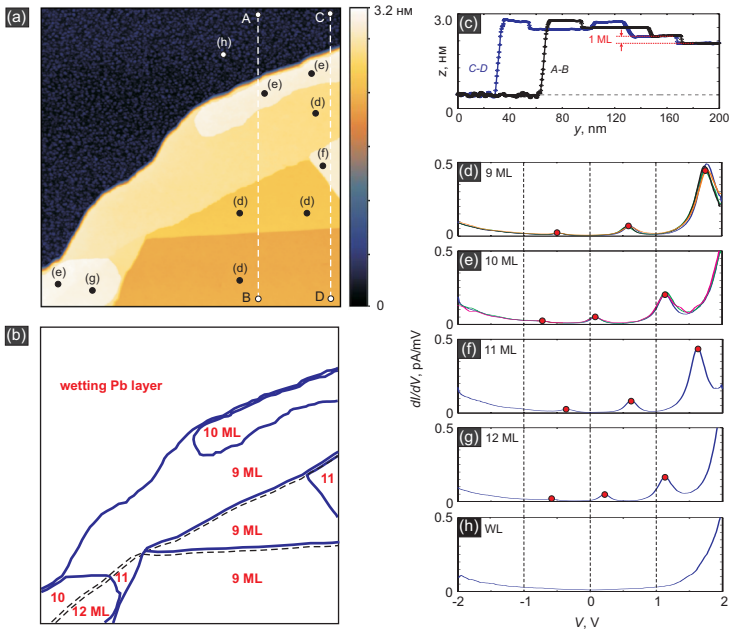 (a)
A
C
3.2 нм
(h)
(e)
(e)
(d)
(f)
(d)
(d)
(e)
(g)
(d)
B
D
0
(b)
wetting Pb layer
10 ML
9 ML
11
9 ML
11
9 ML
10
12 ML
(c)
3.0
2.0
1.0
0
z, нм
1 ML
C-D
A-B
0
40
80
120
160
200
y, nm
(d) 9 ML
0.5
0
(e) 10 ML
0.5
0
(f) 11 ML
0.5
0
(g) 12 ML
0.5
0
(h) WL
0.5
0
dI/dV, pA/mV
-2
-1
0
1
2
V, V